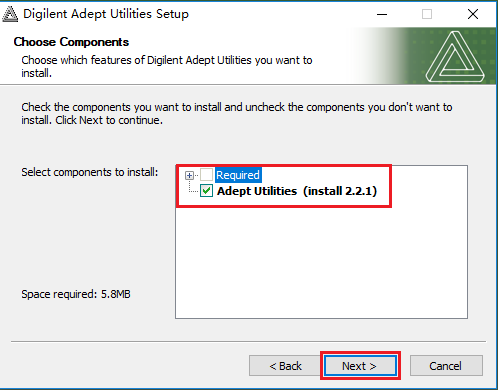 Digilent Adept Utilities Setup
Choose Components
Choose which features of Digilent Adept Utilities you want to
install.
Check the components you want to install and uncheck the components you don't want to
install. Click Next to continue.
Select components to install:
Required
Adept Utilities (install 2.2.1)
Space required: 5.8MB
< Back
Next >
Cancel